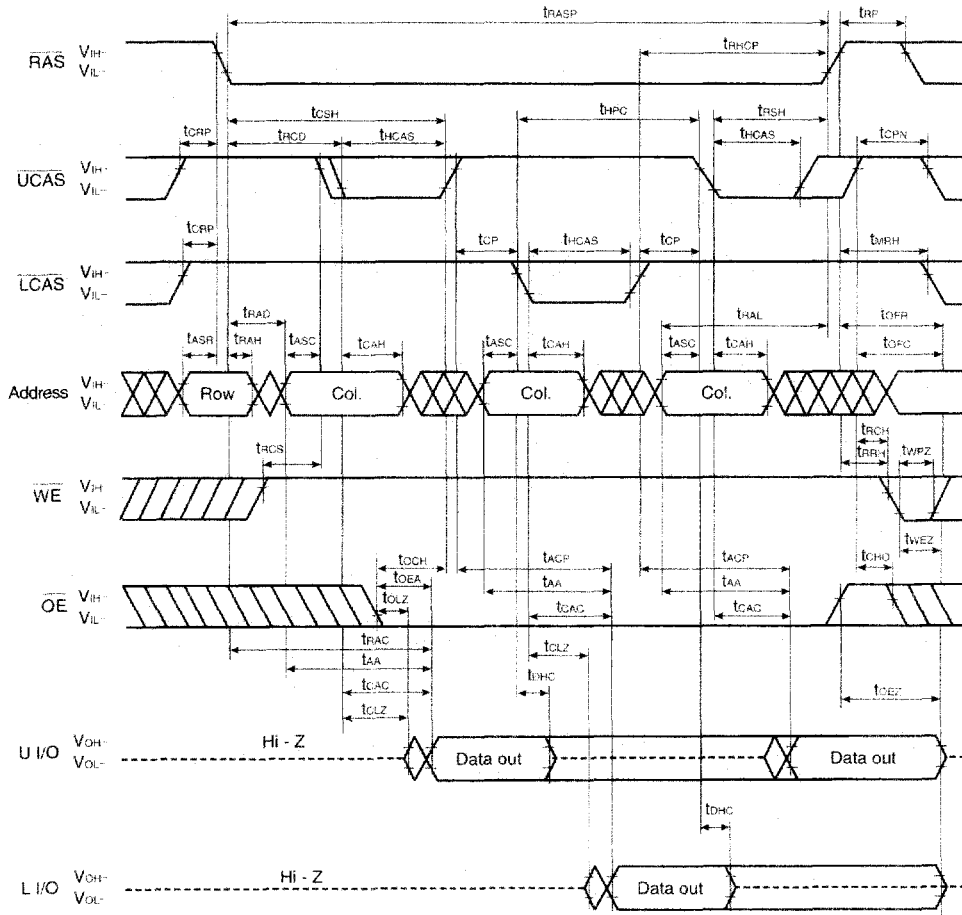 tRASP tRP
RAS VIH- VIL- tRHCP
tCSH tHPC tRSH
tCRP tRCD tHCAS tHCAS tCPN
UCAS VIH- VIL-
tCRP tCP tHCAS tCP tMRH
LCAS VIH- VIL-
tRAD tRAL tOFR
tASR tRAH tASC tCAH tASC tCAH tASC tCAH tOFC
Address VIH- VIL- Row Col. Col. Col.
tRCS tRCH tWPZ
tRRH
WE VIH- VIL-
tWEZ
tOCH tACP tACP tCHO
tOEA tAA tAA
OE VIH- VIL- tOLZ tCAC tCAC
tRAC tCLZ
tAA
tCAC tDHC tOEZ
tCLZ
U I/O VOH- VOL- Hi - Z Data out Data out
tDHC
L I/O VOH- VOL- Hi - Z Data out